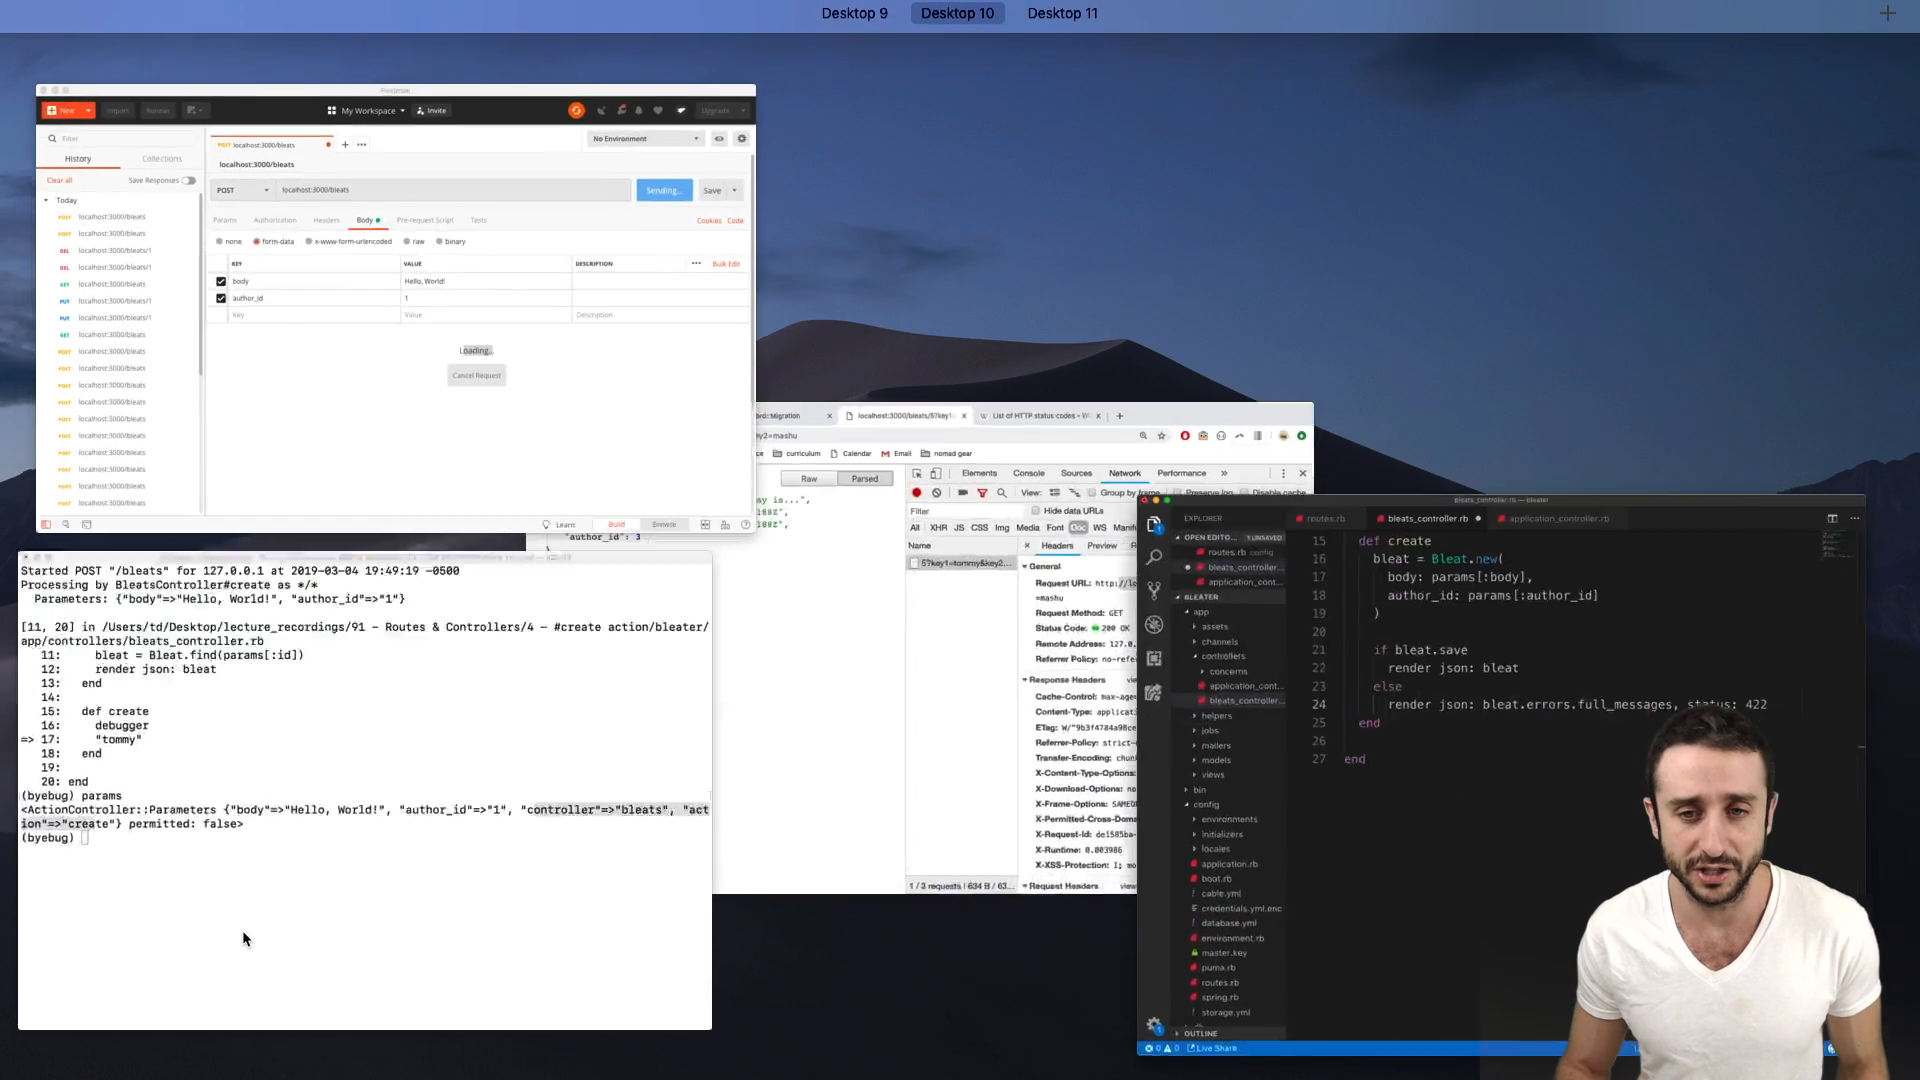 Desktop 9
Desktop 10
Desktop 11
Postman
New
Import
Runner
My Workspace
Invite
Upgrade
Filter
History
Collections
Clear all
Save Responses
Today
POST localhost:3000/bleats
POST localhost:3000/bleats
DEL localhost:3000/bleats/1
DEL localhost:3000/bleats/1
GET localhost:3000/bleats
PUT localhost:3000/bleats/1
PUT localhost:3000/bleats/1
GET localhost:3000/bleats
POST localhost:3000/bleats
POST localhost:3000/bleats
POST localhost:3000/bleats
POST localhost:3000/bleats
POST localhost:3000/bleats
POST localhost:3000/bleats
POST localhost:3000/bleats
POST localhost:3000/bleats
POST localhost:3000/bleats
POST localhost:3000/bleats
POST localhost:3000/bleats
No Environment
localhost:3000/bleats
POST localhost:3000/bleats
Sending...
Save
Params Authorization Headers Body Pre-request Script Tests
Cookies Code
none form-data x-www-form-urlencoded raw binary
KEY VALUE DESCRIPTION
Bulk Edit
body Hello, World!
author_id 1
Key Value Description
Loading...
Cancel Request
Learn Build Browse
Started POST "/bleats" for 127.0.0.1 at 2019-03-04 19:49:19 -0500
Processing by BleatsController#create as */*
Parameters: {"body"=>"Hello, World!", "author_id"=>"1"}
[11, 20] in /Users/td/Desktop/lecture_recordings/91 - Routes & Controllers/4 - #create action/bleater/
app/controllers/bleats_controller.rb
11: bleat = Bleat.find(params[:id])
12: render json: bleat
13: end
14:
15: def create
16: debugger
=> 17: "tommy"
18: end
19:
20: end
(byebug) params
<ActionController::Parameters {"body"=>"Hello, World!", "author_id"=>"1", "controller"=>"bleats", "act
ion"=>"create"} permitted: false>
(byebug)
ord::Migration
localhost:3000/bleats/5?key1=
List of HTTP status codes - W
ey2=mashu
curriculum Calendar Email nomad gear
Raw Parsed
"author_id": 3
Elements Console Sources Network Performance
View: Group by frame Preserve log
Filter Hide data URLs
All XHR JS CSS Img Media Font Doc WS Manif
Name
Headers Preview
5?key1=tommy&key2...
General
Request URL: http://lo
=mashu
Request Method: GET
Status Code: 200 OK
Remote Address: 127.0.
Referrer Policy: no-refe
Response Headers
Cache-Control: max-age
Content-Type: applicat
ETag: W/"9b3f4784a98ce
Referrer-Policy: strict-
Transfer-Encoding: chun
X-Content-Type-Options:
X-Download-Options:
X-Frame-Options: SAMEO
X-Permitted-Cross-Doma
X-Request-Id: de1585ba-
X-Runtime: 0.003986
X-XSS-Protection: 1; mo
Request Headers
1 / 3 requests | 634 B / 63...
bleats_controller.rb — bleater
EXPLORER
routes.rb
bleats_controller.rb
application_controller.rb
OPEN EDITO... 1 UNSAVED
routes.rb config
bleats_controller...
application_cont...
BLEATER
app
assets
channels
controllers
concerns
application_cont...
bleats_controller...
helpers
jobs
mailers
models
views
bin
config
environments
initializers
locales
application.rb
boot.rb
cable.yml
credentials.yml.enc
database.yml
environment.rb
master.key
puma.rb
routes.rb
spring.rb
storage.yml
OUTLINE
0 0 Live Share
15 def create
16 bleat = Bleat.new(
17 body: params[:body],
18 author_id: params[:author_id]
19 )
20
21 if bleat.save
22 render json: bleat
23 else
24 render json: bleat.errors.full_messages, status: 422
25 end
26
27 end